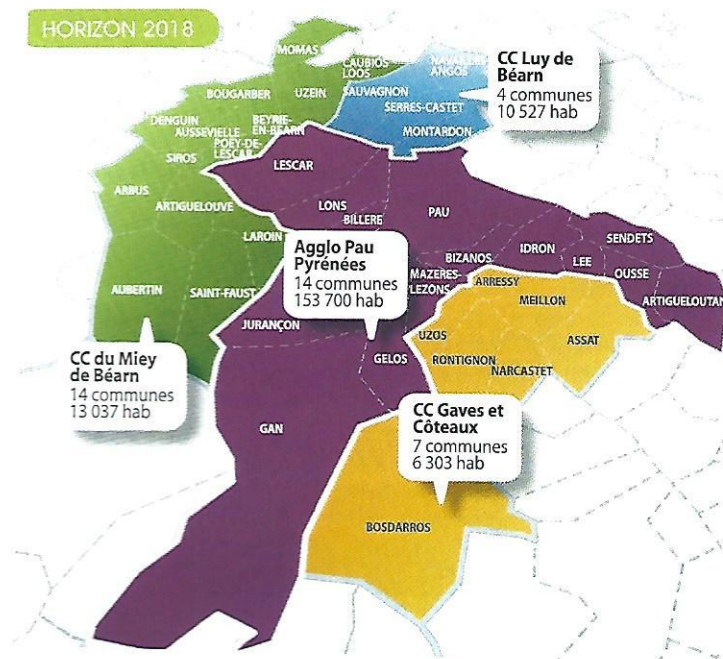 HORIZON 2018
MOMAS
CAUBIOS
LOOS
NAVAILLES
ANGOS
CC Luy de
Béarn
4 communes
10 527 hab
BOUGARBER
UZEIN
SAUVAGNON
SERRES-CASTET
DENGUIN
BEYRIE-
EN-BÉARN
MONTARDON
AUSSEVIELLE
POEY-DE-
LESCAR
SIROS
LESCAR
ARBUS
ARTIGUELOUVE
LONS
BILLERE
PAU
LAROIN
SENDETS
IDRON
BIZANOS
LEE
OUSSE
Agglo Pau
Pyrénées
14 communes
153 700 hab
MAZERES-
LEZONS
ARRESSY
ARTIGUELOUTAN
AUBERTIN
SAINT-FAUST
MEILLON
JURANÇON
UZOS
ASSAT
GELOS
RONTIGNON
NARCASTET
CC du Miey
de Béarn
14 communes
13 037 hab
GAN
CC Gaves et
Côteaux
7 communes
6 303 hab
BOSDARROS